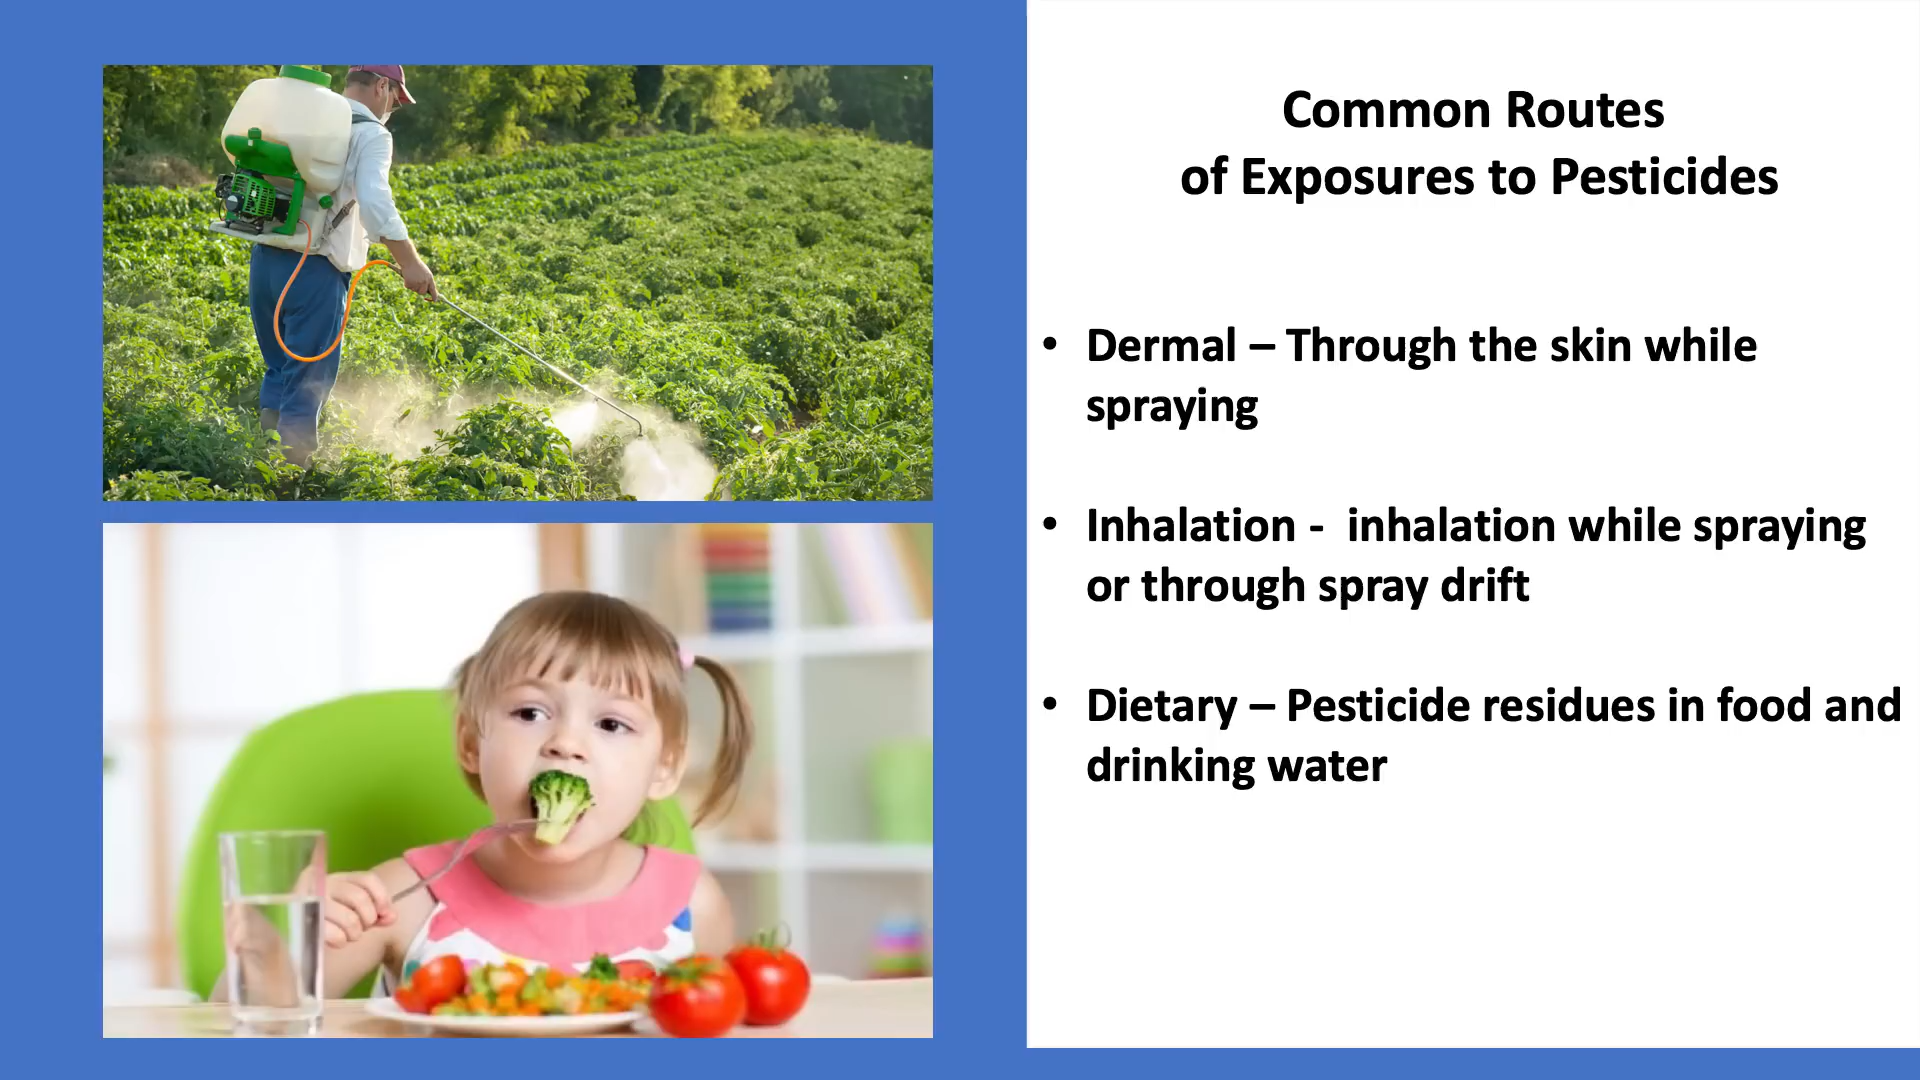 Common Routes
of Exposures to Pesticides
• Dermal – Through the skin while
spraying
• Inhalation -  inhalation while spraying
or through spray drift
• Dietary – Pesticide residues in food and
drinking water